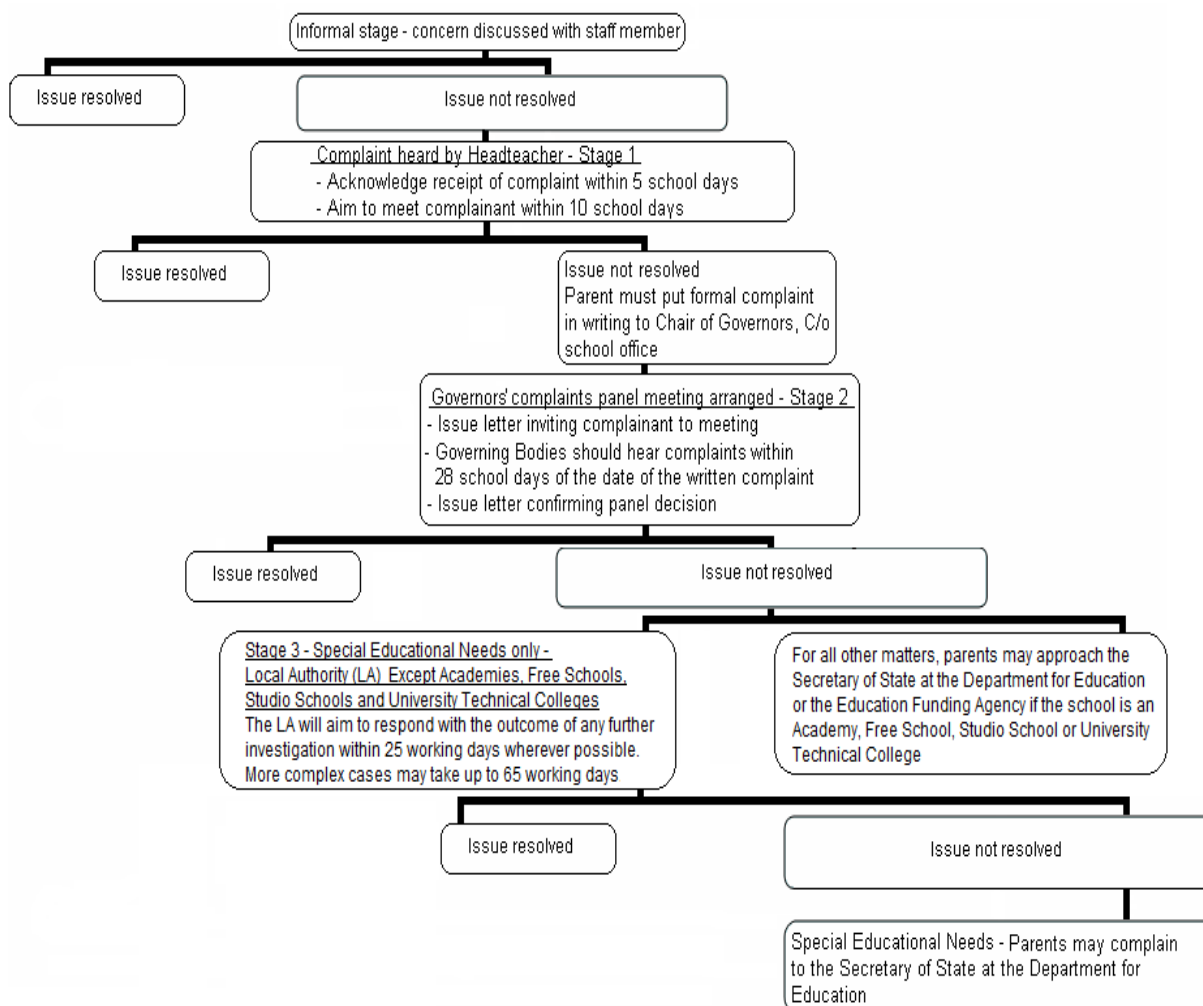 Informal stage - concern discussed with staff member
Issue resolved
Issue not resolved
Complaint heard by Headteacher - Stage 1
- Acknowledge receipt of complaint within 5 school days
- Aim to meet complainant within 10 school days
Issue resolved
Issue not resolved
Parent must put formal complaint
in writing to Chair of Governors, C/o
school office
Governors' complaints panel meeting arranged - Stage 2
- Issue letter inviting complainant to meeting
- Governing Bodies should hear complaints within
28 school days of the date of the written complaint
- Issue letter confirming panel decision
Issue resolved
Issue not resolved
Stage 3 - Special Educational Needs only -
Local Authority (LA) Except Academies, Free Schools,
Studio Schools and University Technical Colleges
The LA will aim to respond with the outcome of any further
investigation within 25 working days wherever possible.
More complex cases may take up to 65 working days
For all other matters, parents may approach the
Secretary of State at the Department for Education
or the Education Funding Agency if the school is an
Academy, Free School, Studio School or University
Technical College
Issue resolved
Issue not resolved
Special Educational Needs - Parents may complain
to the Secretary of State at the Department for
Education